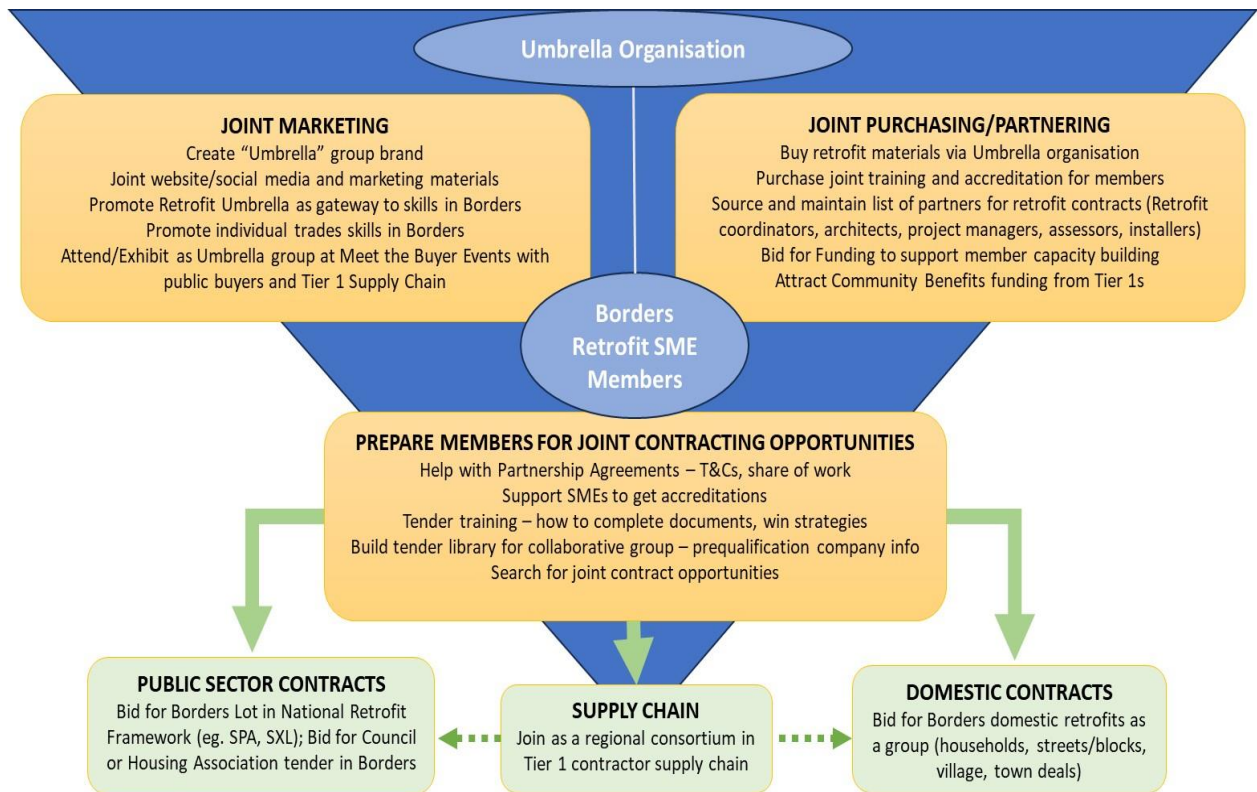 Umbrella Organisation
JOINT MARKETING
Create “Umbrella” group brand
Joint website/social media and marketing materials
Promote Retrofit Umbrella as gateway to skills in Borders
Promote individual trades skills in Borders
Attend/Exhibit as Umbrella group at Meet the Buyer Events with
public buyers and Tier 1 Supply Chain
JOINT PURCHASING/PARTNERING
Buy retrofit materials via Umbrella organisation
Purchase joint training and accreditation for members
Source and maintain list of partners for retrofit contracts (Retrofit
coordinators, architects, project managers, assessors, installers)
Bid for Funding to support member capacity building
Attract Community Benefits funding from Tier 1s
Borders
Retrofit SME
Members
PREPARE MEMBERS FOR JOINT CONTRACTING OPPORTUNITIES
Help with Partnership Agreements – T&Cs, share of work
Support SMEs to get accreditations
Tender training – how to complete documents, win strategies
Build tender library for collaborative group – prequalification company info
Search for joint contract opportunities
PUBLIC SECTOR CONTRACTS
Bid for Borders Lot in National Retrofit
Framework (eg. SPA, SXL); Bid for Council
or Housing Association tender in Borders
SUPPLY CHAIN
Join as a regional consortium in
Tier 1 contractor supply chain
DOMESTIC CONTRACTS
Bid for Borders domestic retrofits as
a group (households, streets/blocks,
village, town deals)